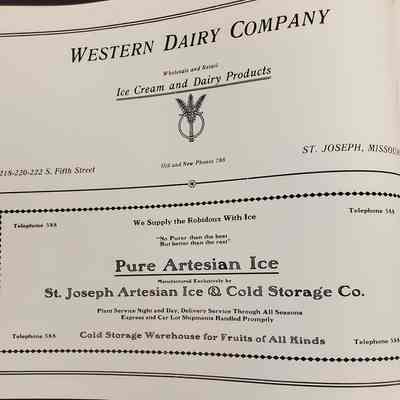 WESTERN DAIRY COMPANY
Wholesale and Retail
Ice Cream and Dairy Products
218-220-222 S. Fifth Street
Old and New Phones 786
ST. JOSEPH, MISSOU
Telephone 588
Telephone 588
We Supply the Robidoux With Ice
"No Purer than the best
But better than the rest"
Pure Artesian Ice
Manufactured Exclusively by
St. Joseph Artesian Ice & Cold Storage Co.
Plant Service Night and Day, Delivery Service Through All Seasons
Express and Car Lot Shipments Handled Promptly
Telephone 588
Cold Storage Warehouse for Fruits of All Kinds
Telephone 588